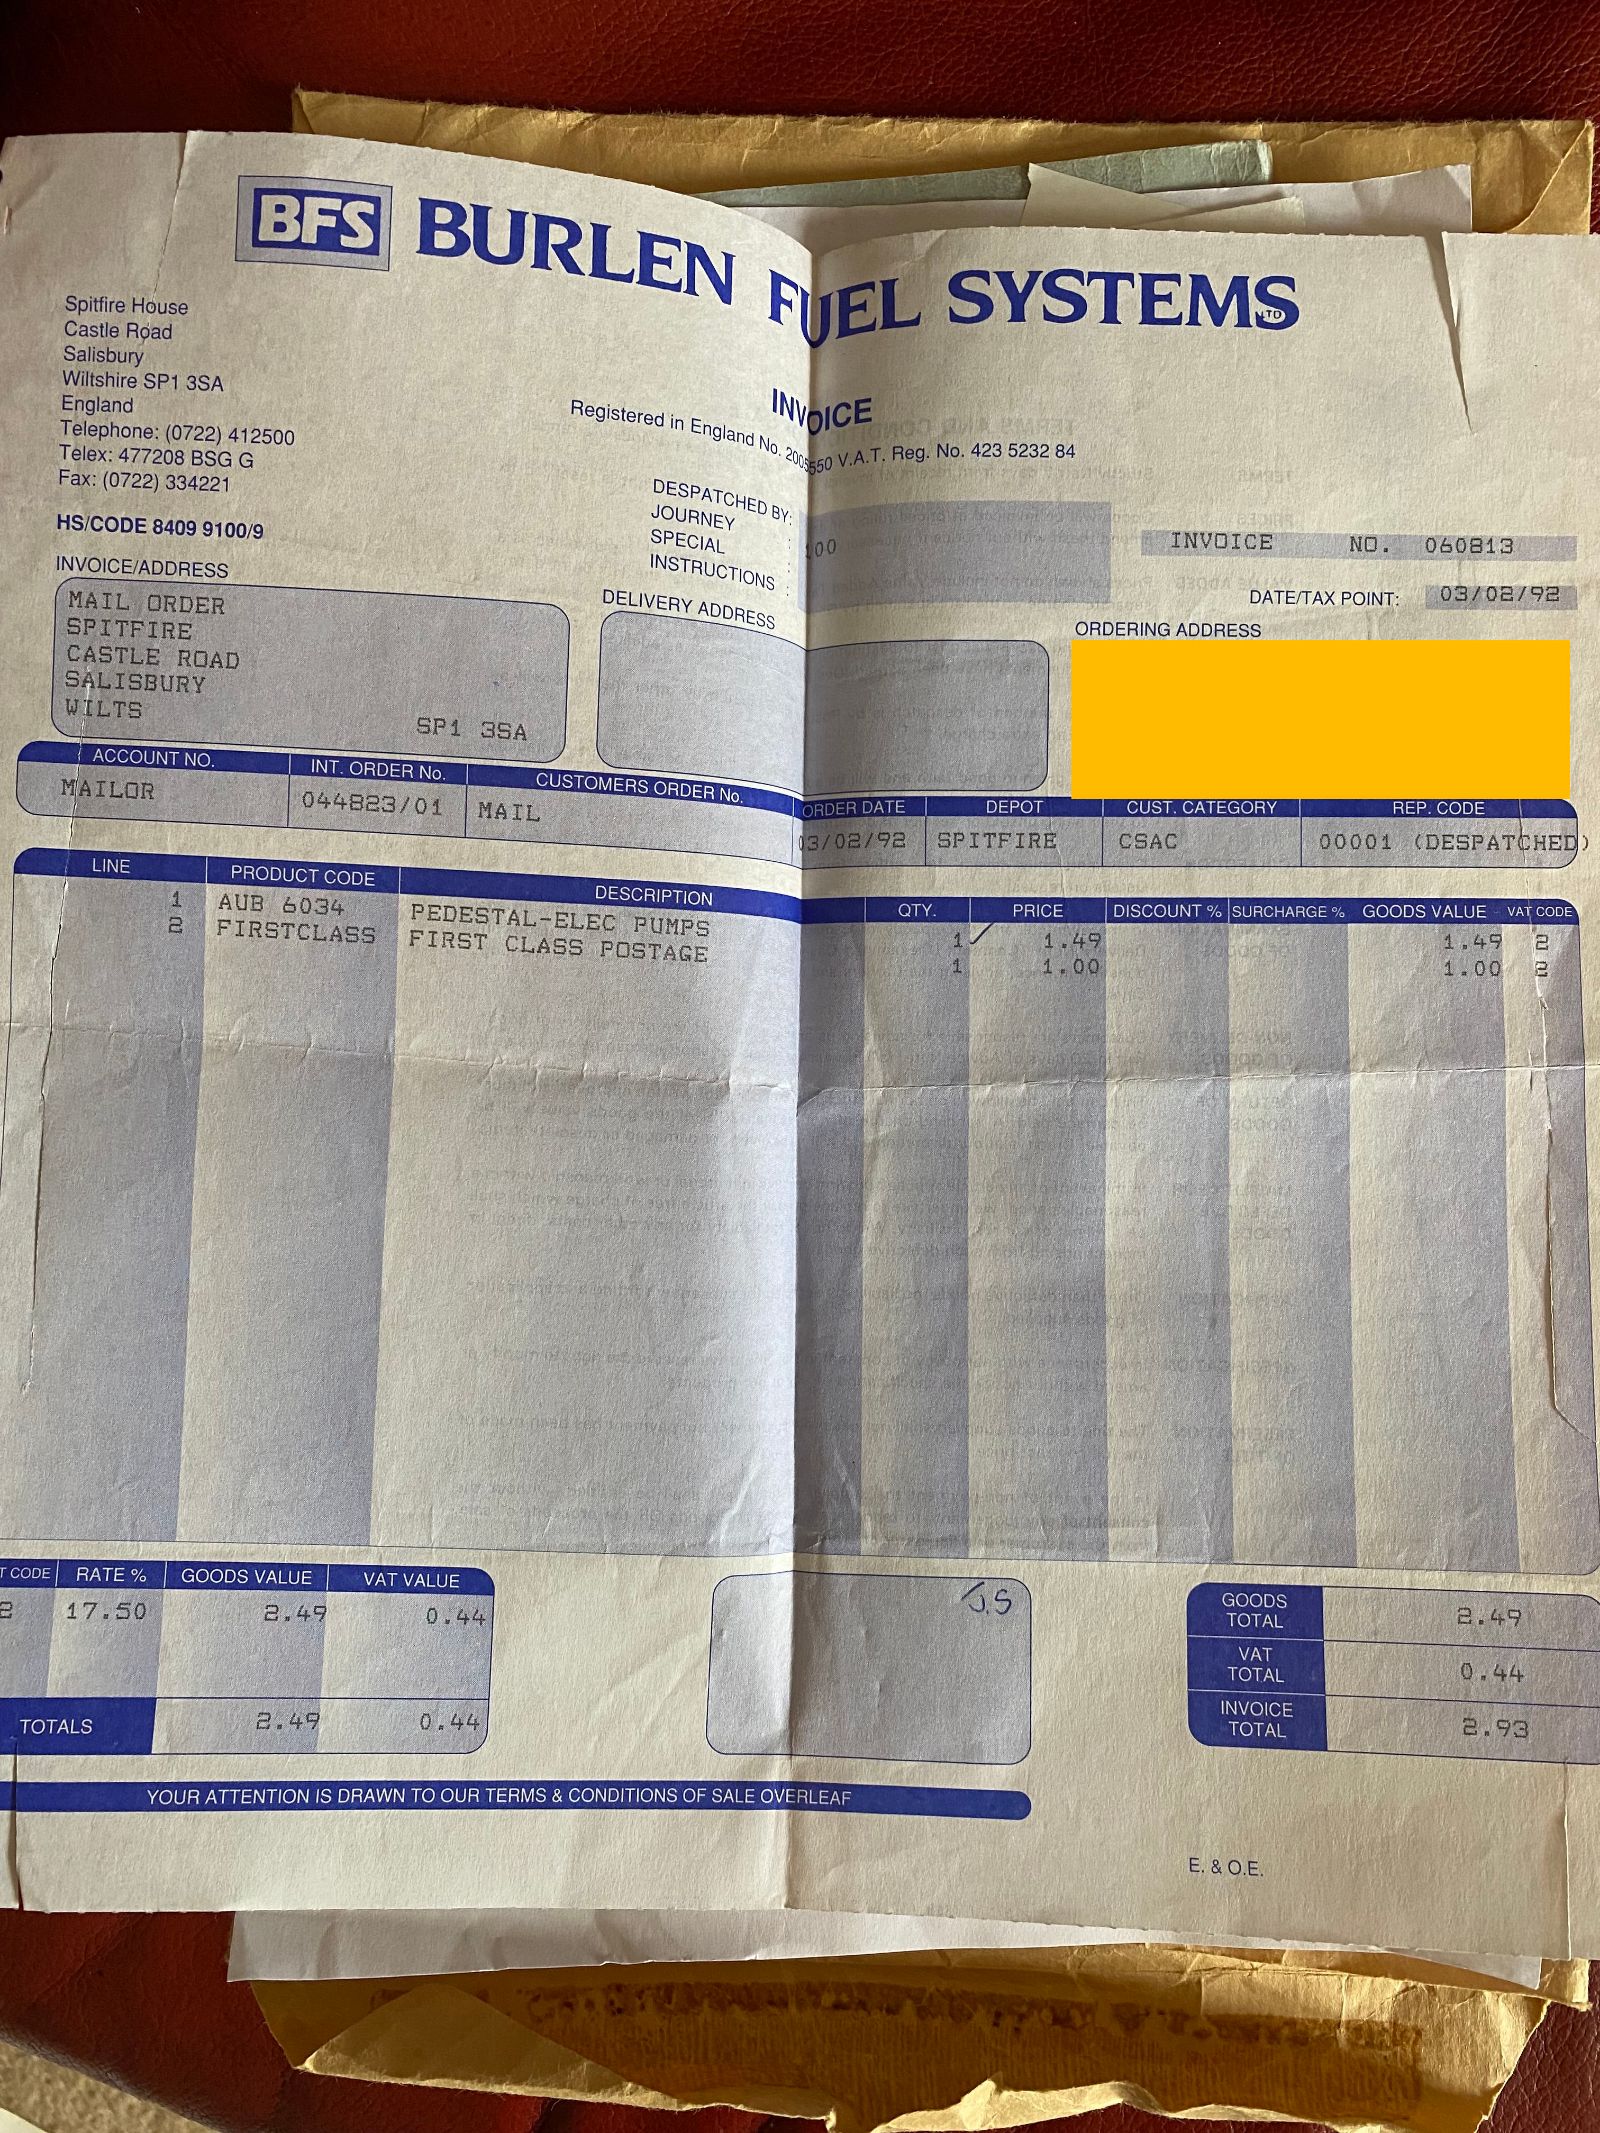 BFS BURLEN FUEL SYSTEMS LTD
Spitfire House
Castle Road
Salisbury
Wiltshire SP1 3SA
England
Telephone: (0722) 412500
Telex: 477208 BSG G
Fax: (0722) 334221
HS/CODE 8409 9100/9
INVOICE
Registered in England No. 2005550 V.A.T. Reg. No. 423 5232 84
DESPATCHED BY:
JOURNEY :
SPECIAL :
INSTRUCTIONS :
00
INVOICE NO. 060813
DATE/TAX POINT: 03/02/92
INVOICE/ADDRESS
MAIL ORDER
SPITFIRE
CASTLE ROAD
SALISBURY
WILTS SP1 3SA
DELIVERY ADDRESS
ORDERING ADDRESS
ACCOUNT NO. INT. ORDER No. CUSTOMERS ORDER No. ORDER DATE DEPOT CUST. CATEGORY REP. CODE
MAILOR 044823/01 MAIL 03/02/92 SPITFIRE CSAC 00001 (DESPATCHED)
LINE PRODUCT CODE DESCRIPTION QTY. PRICE DISCOUNT % SURCHARGE % GOODS VALUE VAT CODE
1 AUB 6034 PEDESTAL-ELEC PUMPS 1 1.49 1.49 2
2 FIRSTCLASS FIRST CLASS POSTAGE 1 1.00 1.00 2
T CODE RATE % GOODS VALUE VAT VALUE
2 17.50 2.49 0.44
TOTALS 2.49 0.44
J.S
GOODS TOTAL 2.49
VAT TOTAL 0.44
INVOICE TOTAL 2.93
YOUR ATTENTION IS DRAWN TO OUR TERMS & CONDITIONS OF SALE OVERLEAF
E. & O.E.